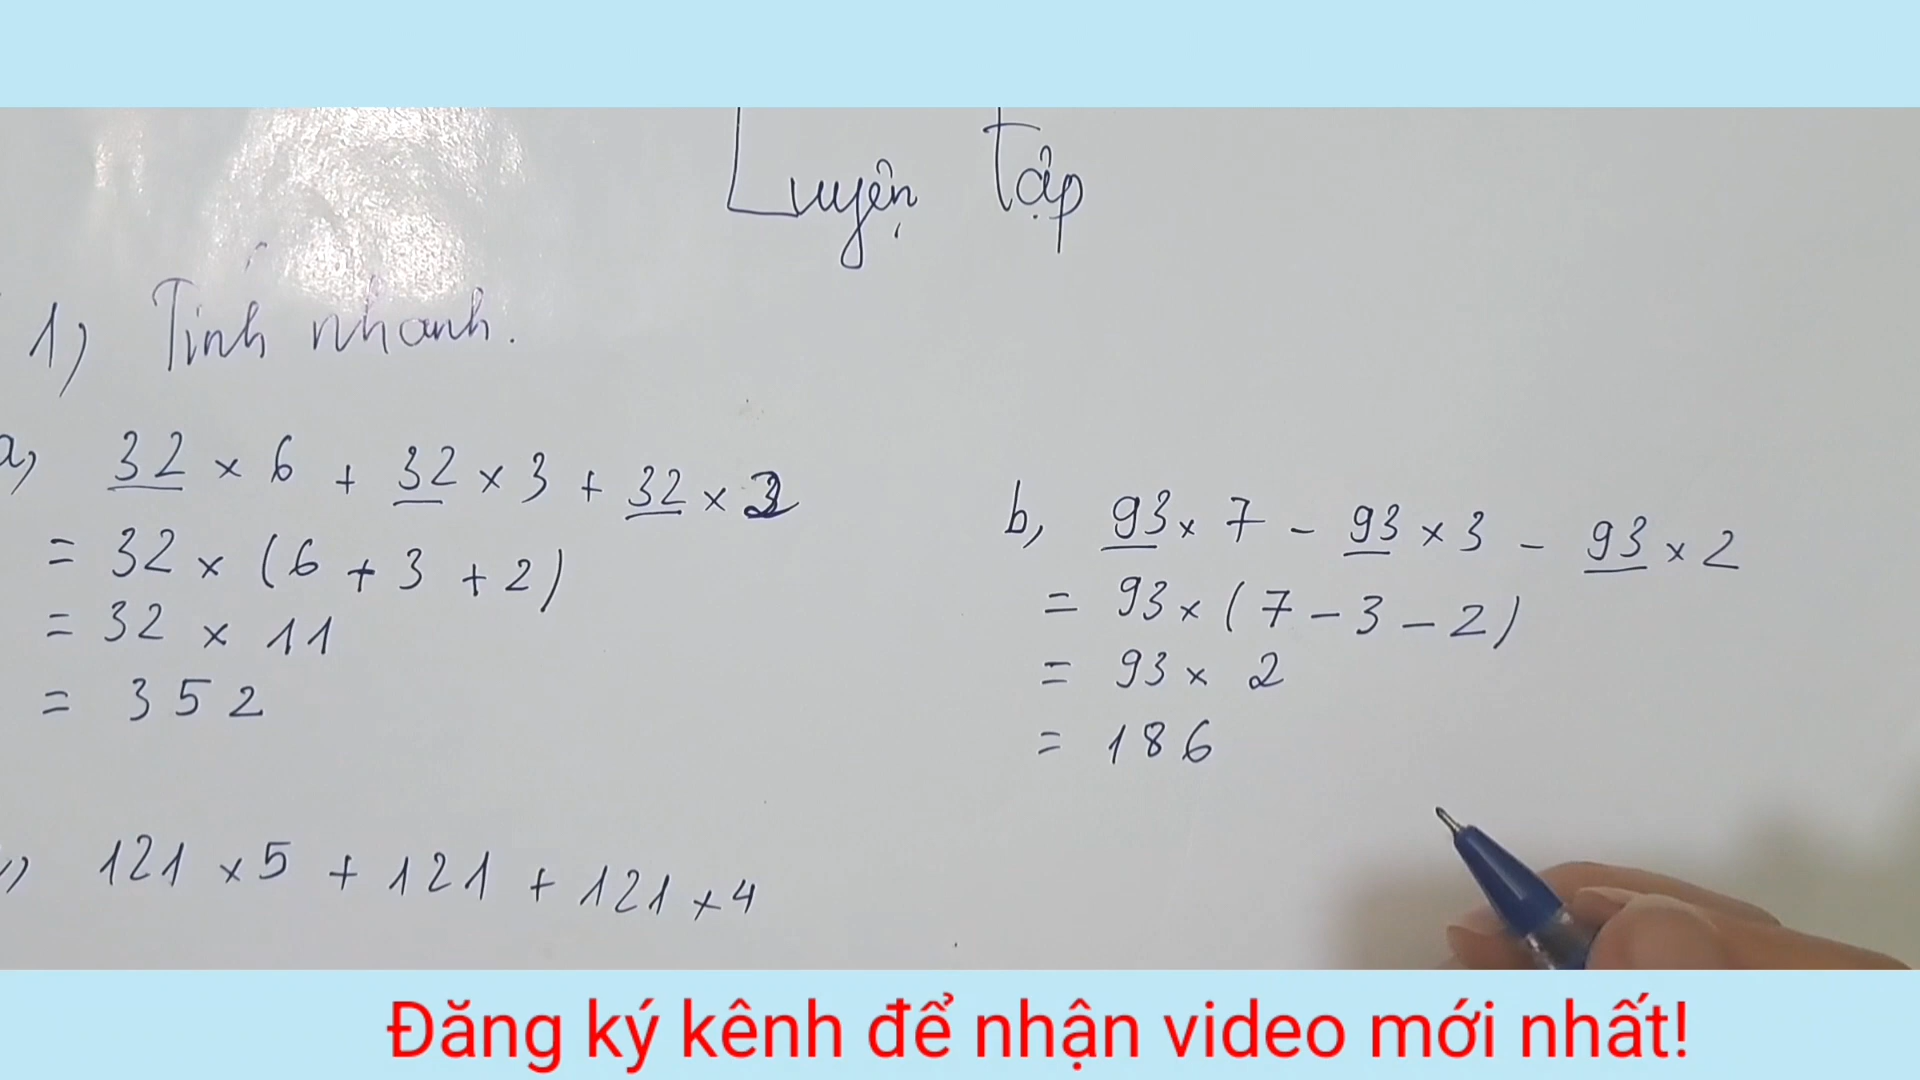 Luyện tập
1) Tính nhanh.
a, 32 × 6 + 32 × 3 + 32 × 2
= 32 × (6 + 3 + 2)
= 32 × 11
= 352
b, 93 × 7 - 93 × 3 - 93 × 2
= 93 × (7 - 3 - 2)
= 93 × 2
= 186
121 × 5 + 121 + 121 × 4
Đăng ký kênh để nhận video mới nhất!